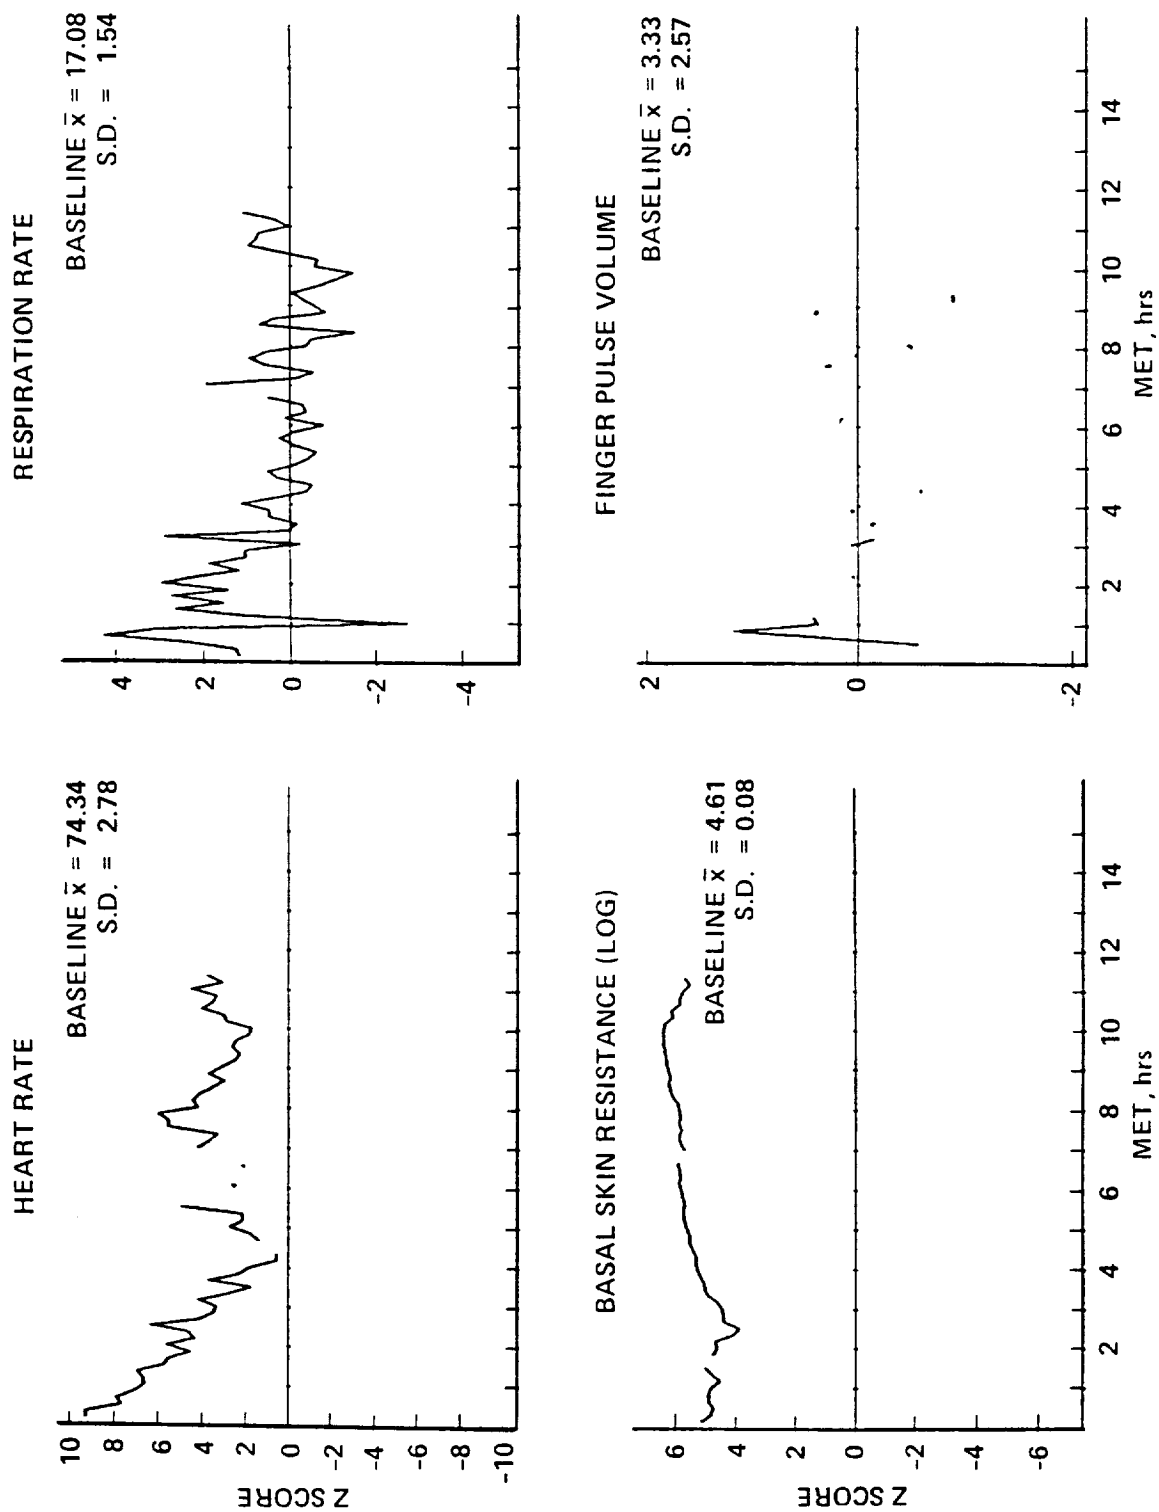 HEART RATE
BASELINE x̄ = 74.34
S.D. = 2.78
10
8
6
4
2
0
-2
-4
-6
-8
-10
Z SCORE
RESPIRATION RATE
BASELINE x̄ = 17.08
S.D. = 1.54
4
2
0
-2
-4
BASAL SKIN RESISTANCE (LOG)
BASELINE x̄ = 4.61
S.D. = 0.08
6
4
2
0
-2
-4
-6
Z SCORE
2 4 6 8 10 12 14
MET, hrs
FINGER PULSE VOLUME
BASELINE x̄ = 3.33
S.D. = 2.57
2
0
-2
2 4 6 8 10 12 14
MET, hrs